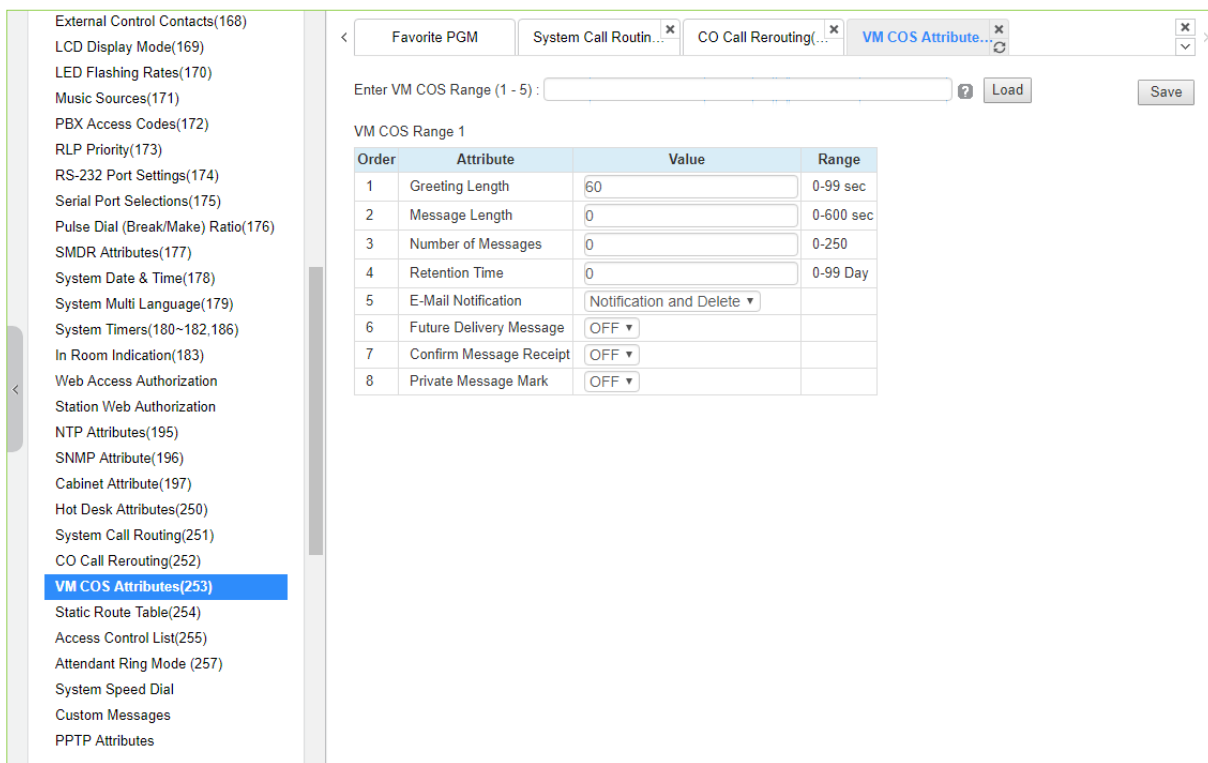 External Control Contacts(168)
LCD Display Mode(169)
LED Flashing Rates(170)
Music Sources(171)
PBX Access Codes(172)
RLP Priority(173)
RS-232 Port Settings(174)
Serial Port Selections(175)
Pulse Dial (Break/Make) Ratio(176)
SMDR Attributes(177)
System Date & Time(178)
System Multi Language(179)
System Timers(180~182,186)
In Room Indication(183)
Web Access Authorization
Station Web Authorization
NTP Attributes(195)
SNMP Attribute(196)
Cabinet Attribute(197)
Hot Desk Attributes(250)
System Call Routing(251)
CO Call Rerouting(252)
VM COS Attributes(253)
Static Route Table(254)
Access Control List(255)
Attendant Ring Mode (257)
System Speed Dial
Custom Messages
PPTP Attributes
Favorite PGM System Call Routin... CO Call Rerouting(... VM COS Attribute...
Enter VM COS Range (1 - 5) : ? Load Save
VM COS Range 1
Order Attribute Value Range
1 Greeting Length 60 0-99 sec
2 Message Length 0 0-600 sec
3 Number of Messages 0 0-250
4 Retention Time 0 0-99 Day
5 E-Mail Notification Notification and Delete
6 Future Delivery Message OFF
7 Confirm Message Receipt OFF
8 Private Message Mark OFF